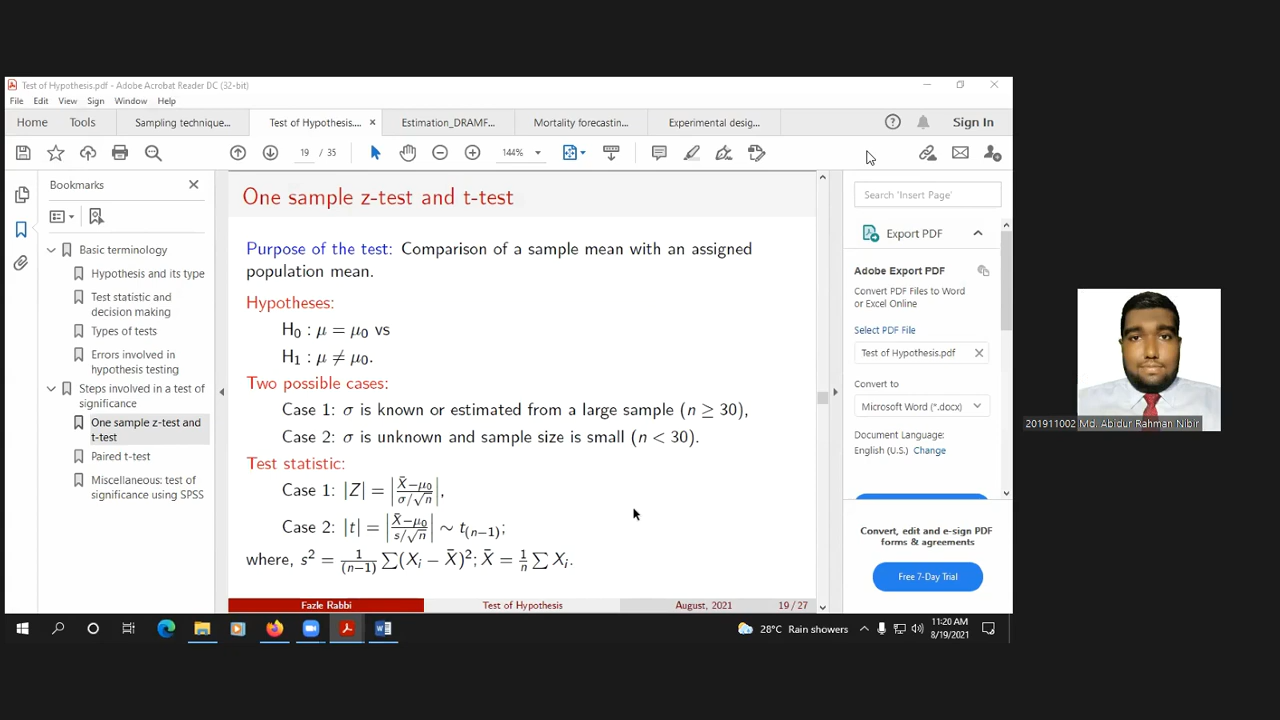 Test of Hypothesis.pdf - Adobe Acrobat Reader DC (32-bit)
File Edit View Sign Window Help
Home Tools Sampling technique... Test of Hypothesis.... × Estimation_DRAMF... Mortality forecastin... Experimental desig... Sign In
19 / 35 144%
Bookmarks
Basic terminology
Hypothesis and its type
Test statistic and
decision making
Types of tests
Errors involved in
hypothesis testing
Steps involved in a test of
significance
One sample z-test and
t-test
Paired t-test
Miscellaneous: test of
significance using SPSS
One sample z-test and t-test
Purpose of the test: Comparison of a sample mean with an assigned
population mean.
Hypotheses:
H₀ : μ = μ₀ vs
H₁ : μ ≠ μ₀.
Two possible cases:
Case 1: σ is known or estimated from a large sample (n ≥ 30),
Case 2: σ is unknown and sample size is small (n < 30).
Test statistic:
Case 1: |Z| = |(X̄−μ₀)/(σ/√n)|,
Case 2: |t| = |(X̄−μ₀)/(s/√n)| ∼ t₍ₙ₋₁₎;
where, s² = 1/(n−1) ∑(Xᵢ − X̄)²; X̄ = 1/n ∑ Xᵢ.
Fazle Rabbi Test of Hypothesis August, 2021 19 / 27
Search 'Insert Page'
Export PDF
Adobe Export PDF
Convert PDF Files to Word
or Excel Online
Select PDF File
Test of Hypothesis.pdf ×
Convert to
Microsoft Word (*.docx)
Document Language:
English (U.S.) Change
Convert, edit and e-sign PDF
forms & agreements
Free 7-Day Trial
28°C Rain showers
11:20 AM
8/19/2021
201911002 Md. Abidur Rahman Nibir